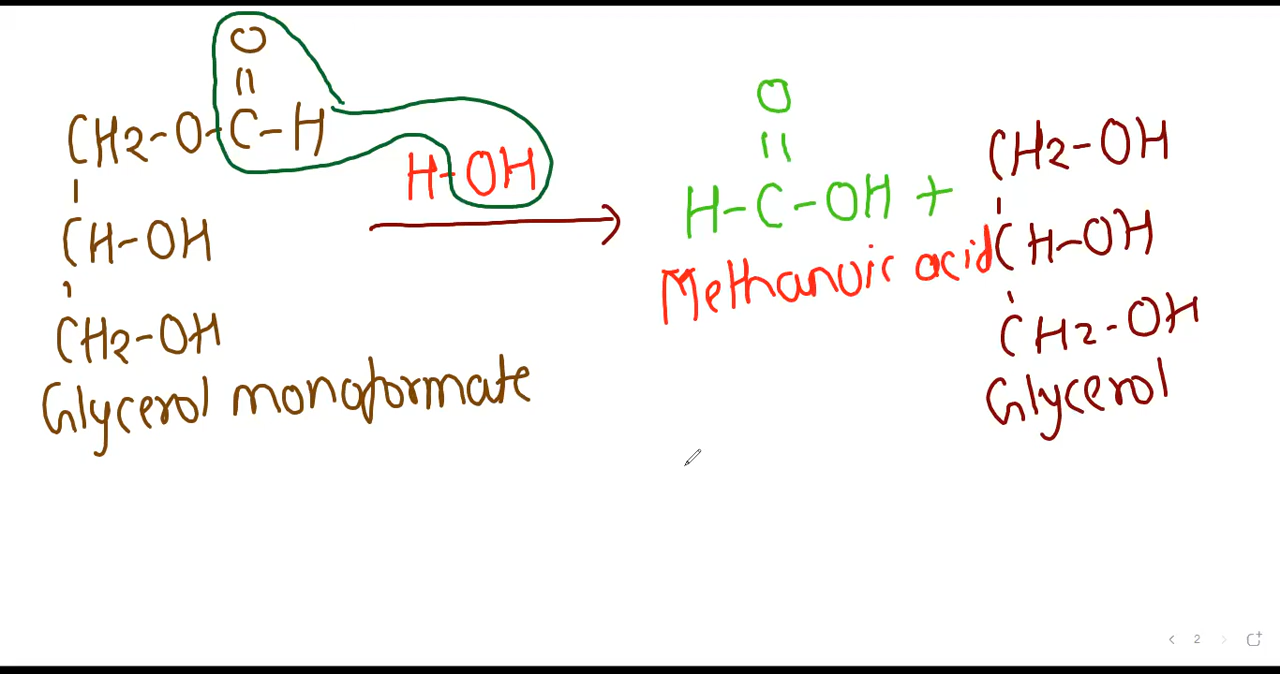 O
||
CH2-O-C-H
H-OH
CH-OH
CH2-OH
Glycerol monoformate
O
||
H-C-OH +
Methanoic acid
CH2-OH
CH-OH
CH2-OH
Glycerol
2